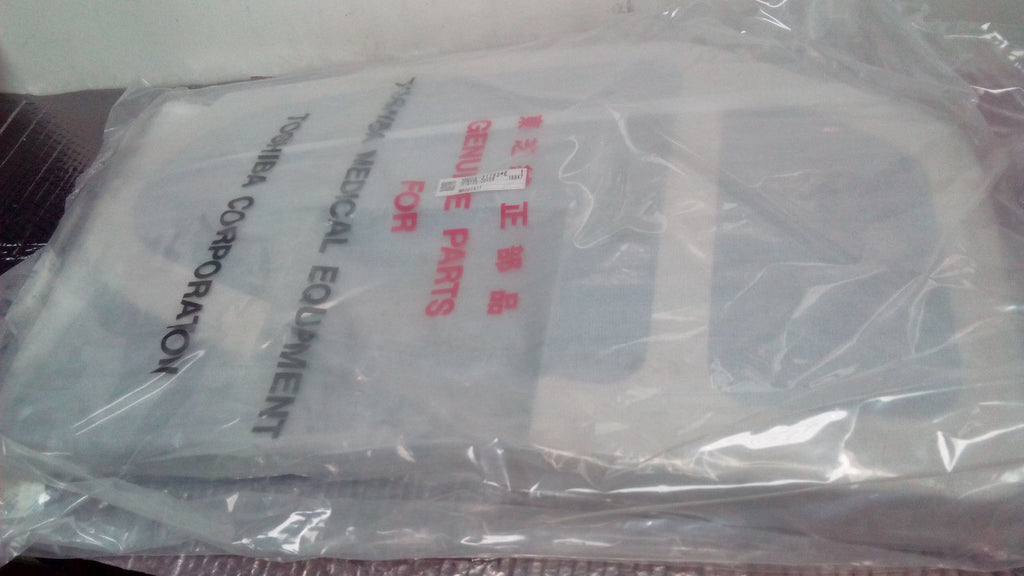 東芝純正部品
GENUINE PARTS
FOR
TOSHIBA MEDICAL EQUIPMENT
TOSHIBA CORPORATION